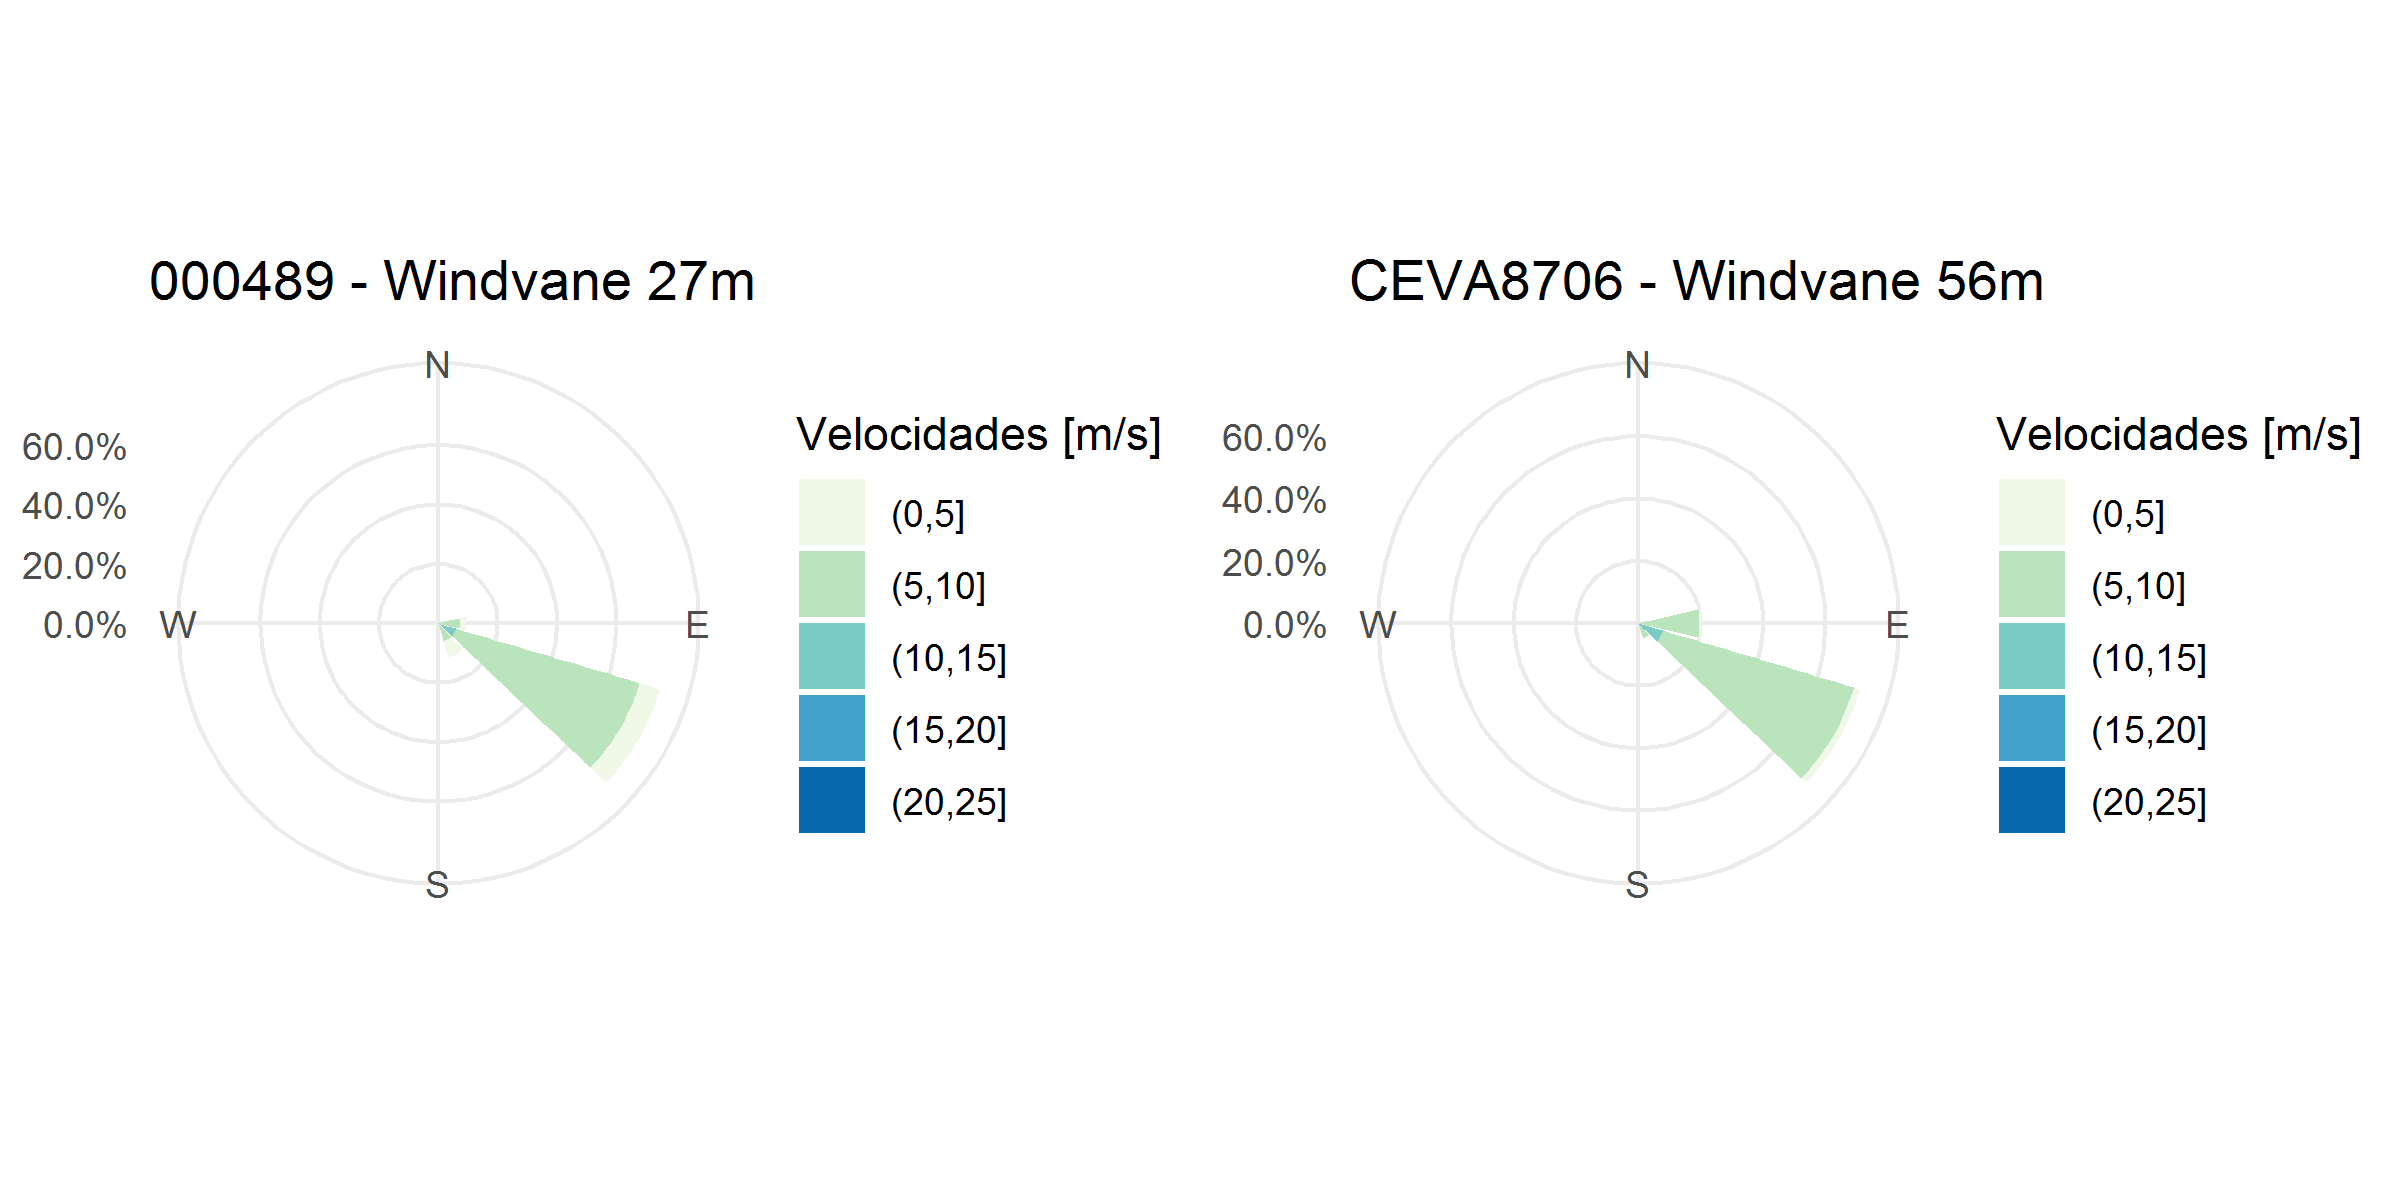 000489 - Windvane 27m
N
60.0%
40.0%
20.0%
0.0%
W
E
S
Velocidades [m/s]
(0,5]
(5,10]
(10,15]
(15,20]
(20,25]
CEVA8706 - Windvane 56m
N
60.0%
40.0%
20.0%
0.0%
W
E
S
Velocidades [m/s]
(0,5]
(5,10]
(10,15]
(15,20]
(20,25]